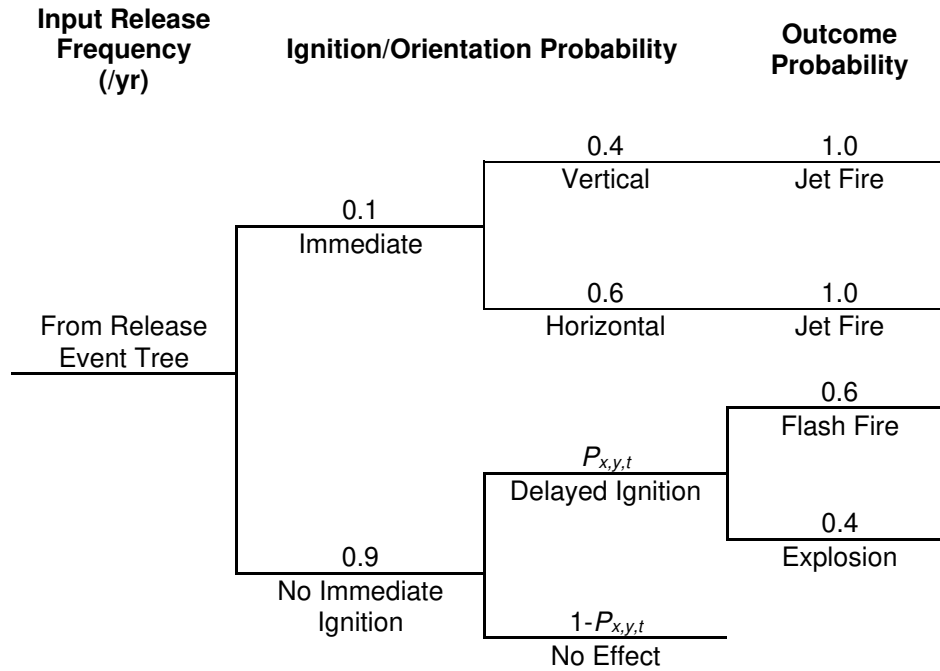 Input Release
Frequency
(/yr)
Ignition/Orientation Probability
Outcome
Probability
0.4
Vertical
1.0
Jet Fire
0.1
Immediate
0.6
Horizontal
1.0
Jet Fire
From Release
Event Tree
0.6
Flash Fire
Px,y,t
Delayed Ignition
0.4
Explosion
0.9
No Immediate
Ignition
1-Px,y,t
No Effect